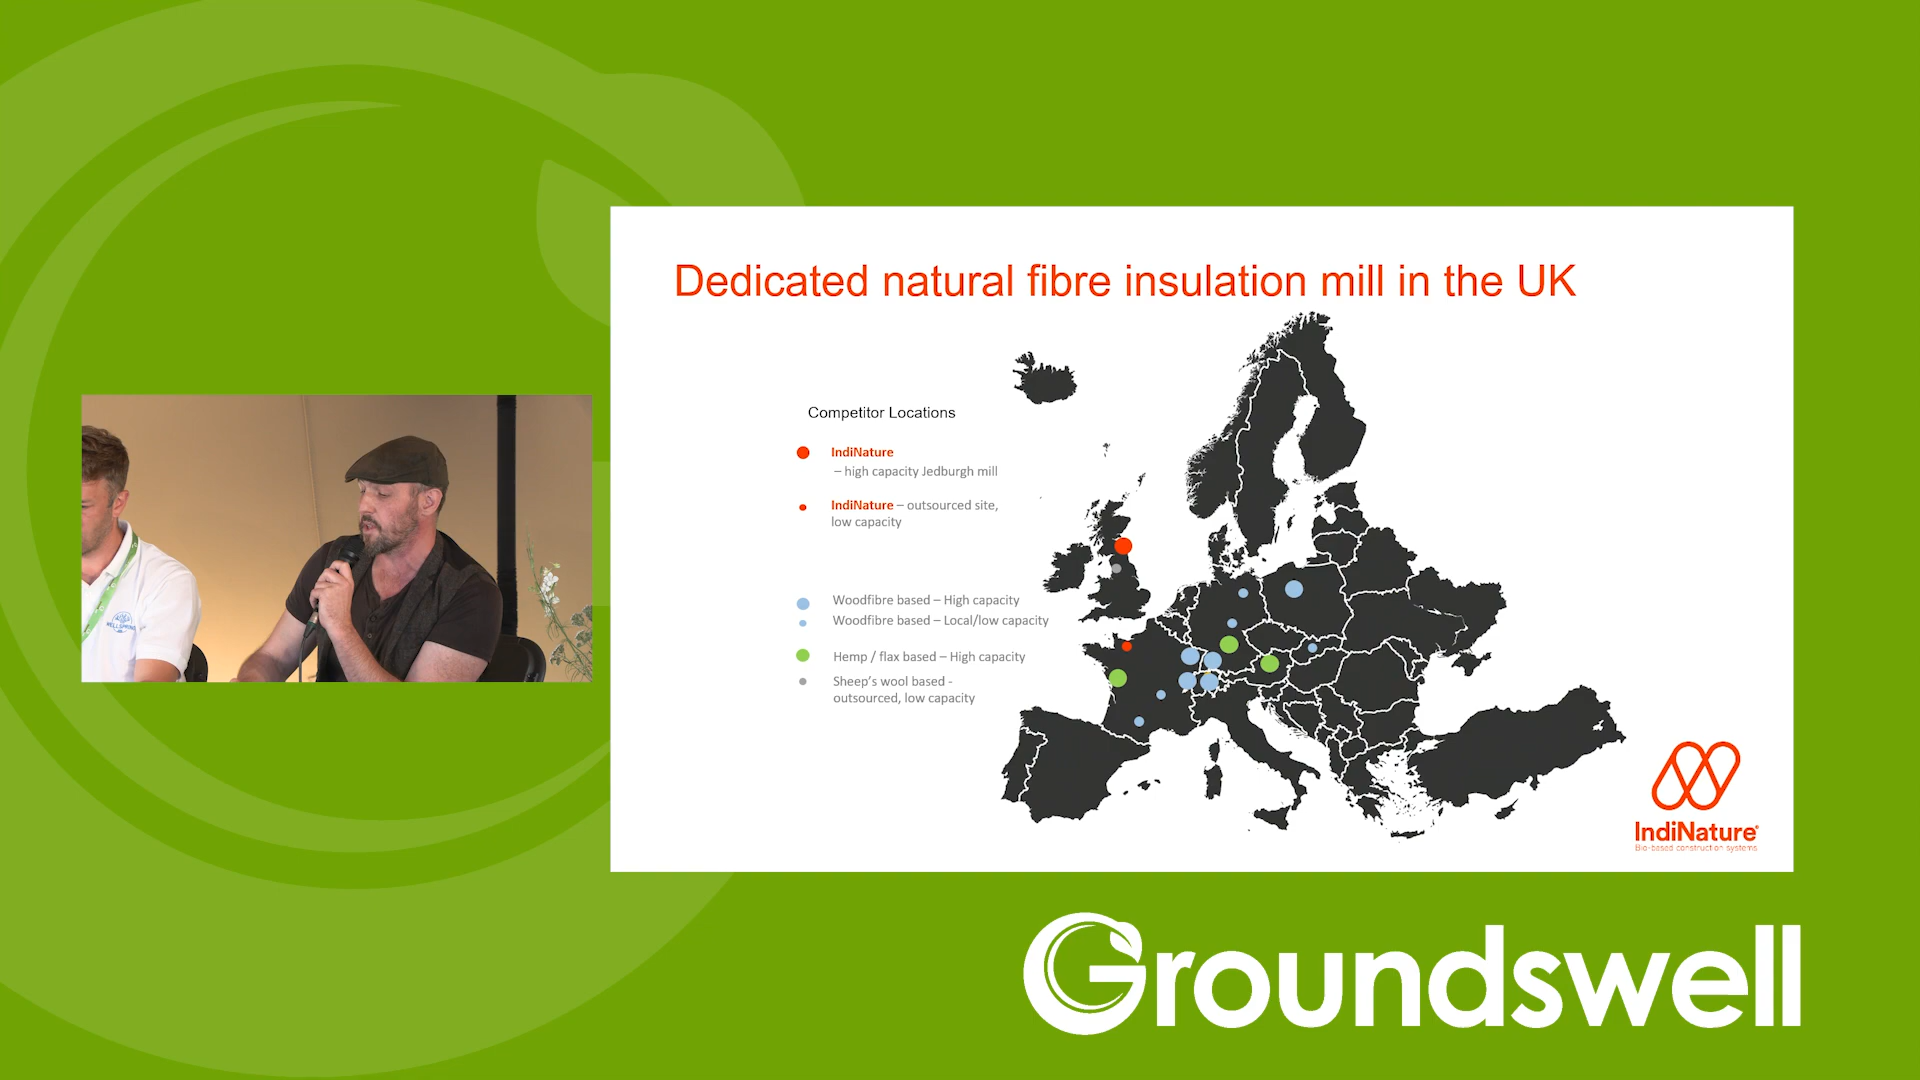 Dedicated natural fibre insulation mill in the UK
Competitor Locations
IndiNature
– high capacity Jedburgh mill
IndiNature – outsourced site,
low capacity
Woodfibre based – High capacity
Woodfibre based – Local/low capacity
Hemp / flax based – High capacity
Sheep's wool based -
outsourced, low capacity
IndiNature
Bio-based construction systems
Groundswell